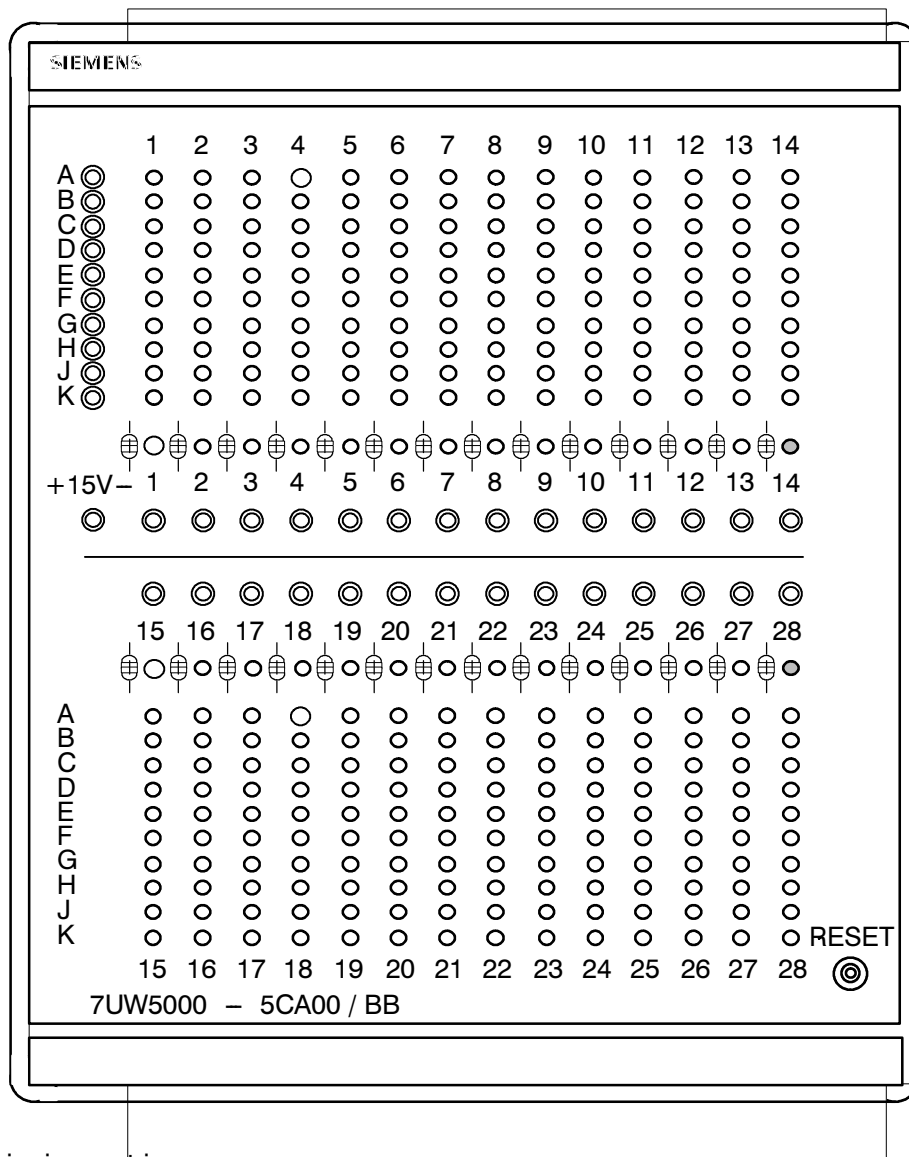 SIEMENS
1 2 3 4 5 6 7 8 9 10 11 12 13 14
A
B
C
D
E
F
G
H
J
K
+15V– 1 2 3 4 5 6 7 8 9 10 11 12 13 14
15 16 17 18 19 20 21 22 23 24 25 26 27 28
A
B
C
D
E
F
G
H
J
K RESET
15 16 17 18 19 20 21 22 23 24 25 26 27 28
7UW5000 – 5CA00 / BB